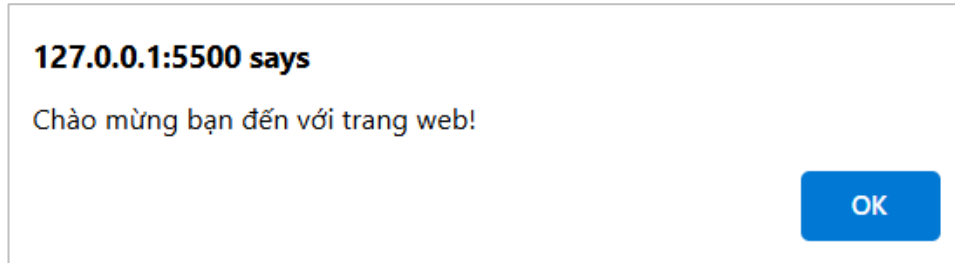 127.0.0.1:5500 says
Chào mừng bạn đến với trang web!
OK